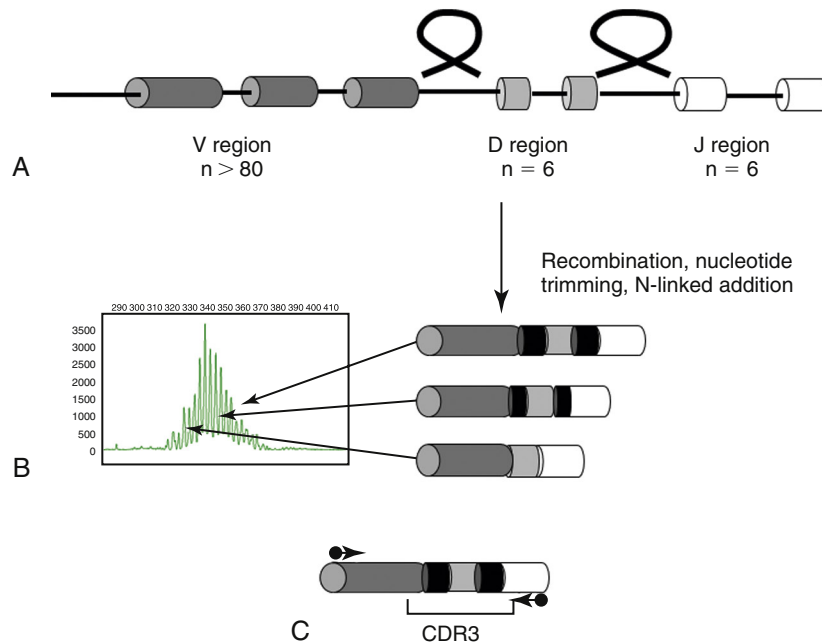 V region
n > 80
D region
n = 6
J region
n = 6
A
Recombination, nucleotide
trimming, N-linked addition
290 300 310 320 330 340 350 360 370 380 390 400 410
3500
3000
2500
2000
1500
1000
500
0
B
C
CDR3